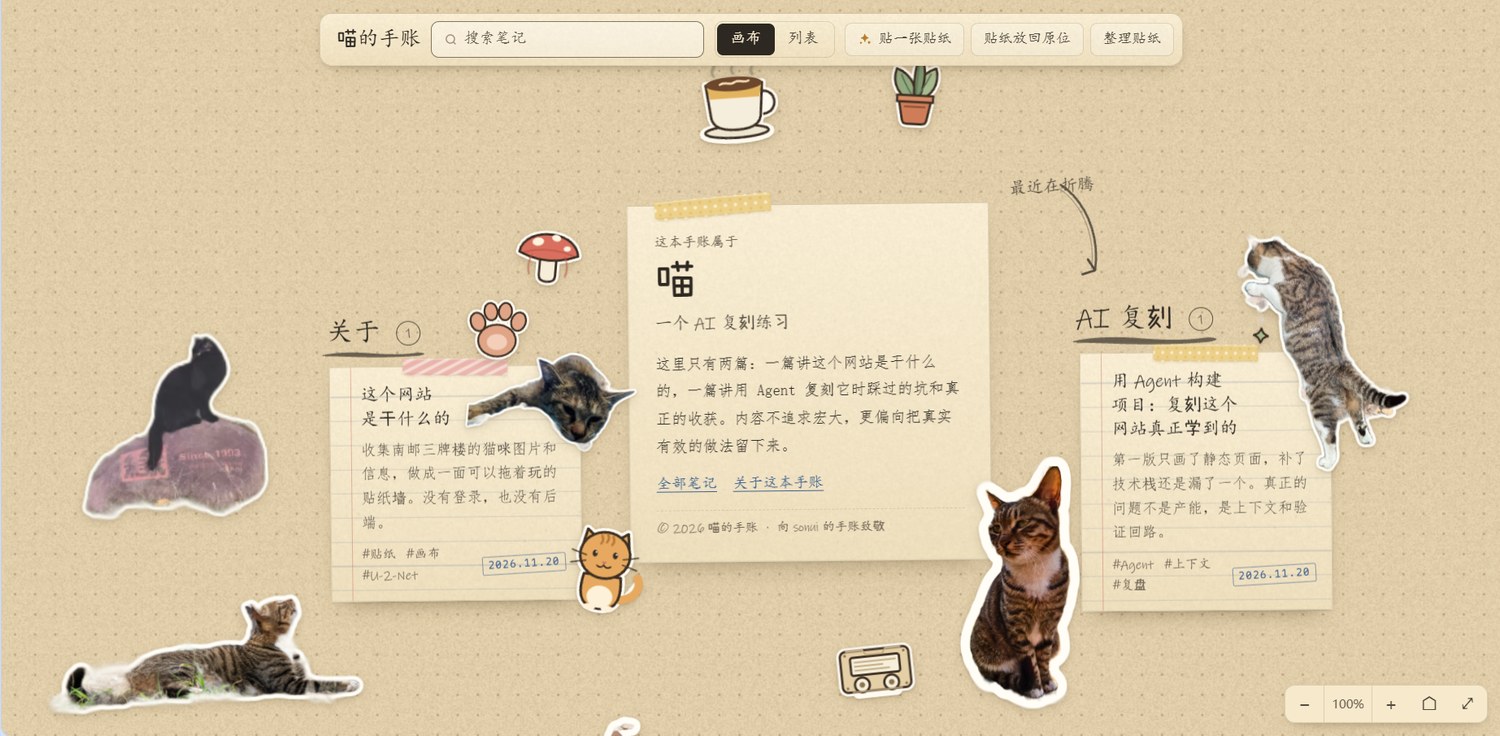 喵的手账
搜索笔记
画布
列表
贴一张贴纸
贴纸放回原位
整理贴纸
最近在折腾
这本手账属于
喵
一个 AI 复刻练习
这里只有两篇：一篇讲这个网站是干什么
的，一篇讲用 Agent 复刻它时踩过的坑和真
正的收获。内容不追求宏大，更偏向把真实
有效的做法留下来。
全部笔记 关于这本手账
© 2026 喵的手账 · 向 sonui 的手账致敬
关于 1
这个网站
是干什么的
收集南邮三牌楼的猫咪图片和
信息，做成一面可以拖着玩的
贴纸墙。没有登录，也没有后
端。
#贴纸 #画布
#U-2-Net
2026.11.20
AI 复刻 1
用 Agent 构建
项目：复刻这个
网站真正学到的
第一版只画了静态页面，补了
技术栈还是漏了一个。真正的
问题不是产能，是上下文和验
证回路。
#Agent #上下文
#复盘
2026.11.20
Since 1903
− 100% +